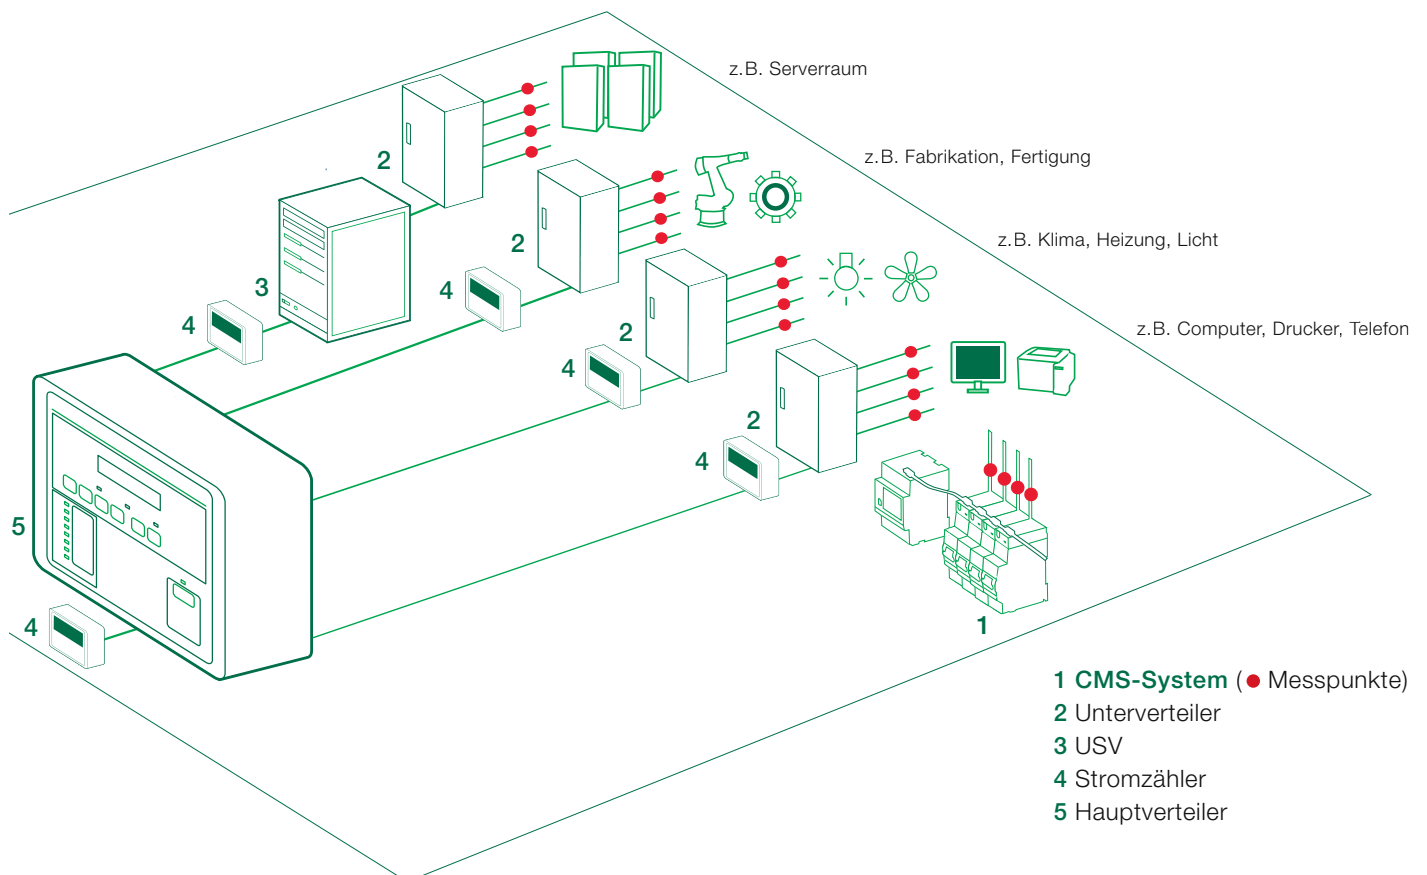 z.B. Serverraum
2
z.B. Fabrikation, Fertigung
2
z.B. Klima, Heizung, Licht
3
4
4
2
z.B. Computer, Drucker, Telefon
4
2
4
5
4
1
1 CMS-System (● Messpunkte)
2 Unterverteiler
3 USV
4 Stromzähler
5 Hauptverteiler